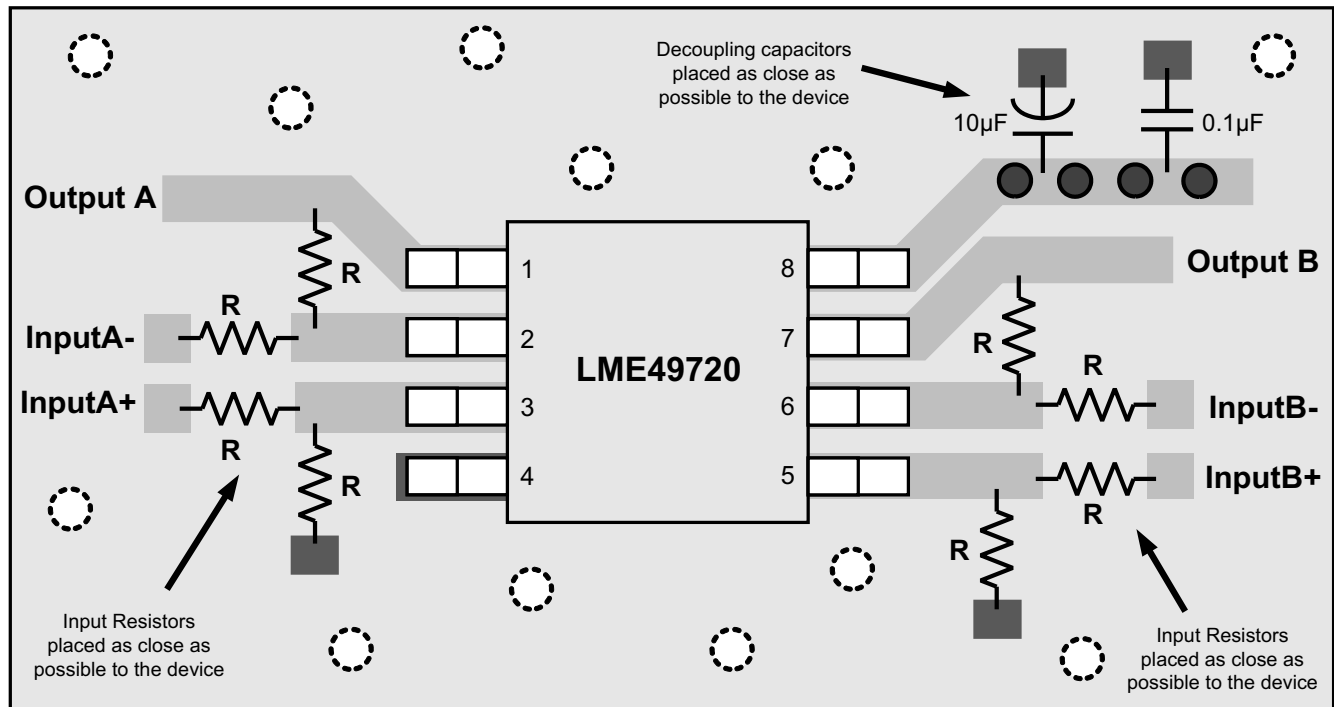 Decoupling capacitors
placed as close as
possible to the device
10µF
0.1µF
Output A
1
8
R
Output B
R
InputA-
2
7
R
LME49720
R
InputA+
3
6
InputB-
R
R
4
5
InputB+
R
R
Input Resistors
placed as close as
possible to the device
Input Resistors
placed as close as
possible to the device